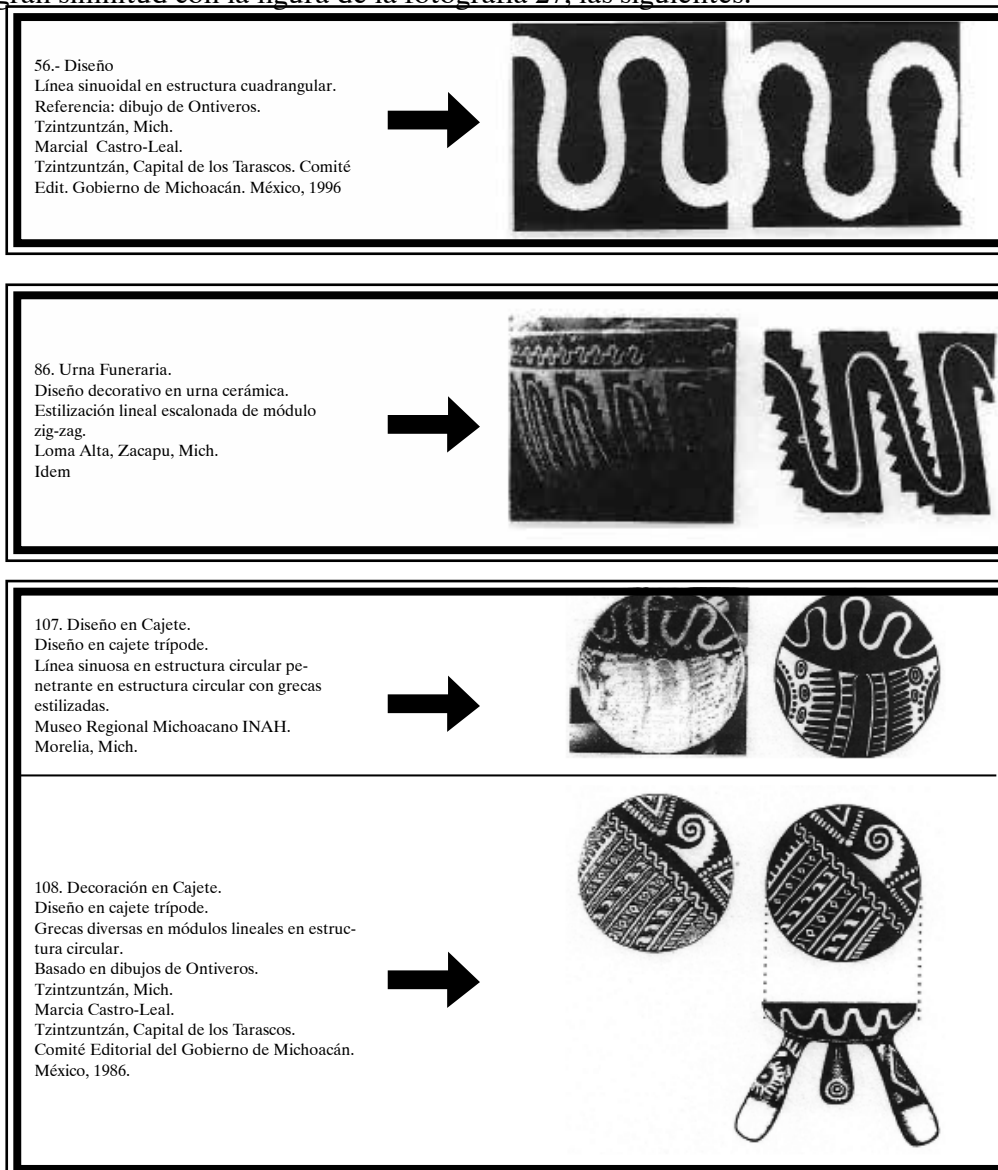 gran similitud con la figura de la fotografía 27, las siguientes:
56.- Diseño
Línea sinuoidal en estructura cuadrangular.
Referencia: dibujo de Ontiveros.
Tzintzuntzán, Mich.
Marcial Castro-Leal.
Tzintzuntzán, Capital de los Tarascos. Comité
Edit. Gobierno de Michoacán. México, 1996
86. Urna Funeraria.
Diseño decorativo en urna cerámica.
Estilización lineal escalonada de módulo
zig-zag.
Loma Alta, Zacapu, Mich.
Idem
107. Diseño en Cajete.
Diseño en cajete trípode.
Línea sinuosa en estructura circular pe-
netrante en estructura circular con grecas
estilizadas.
Museo Regional Michoacano INAH.
Morelia, Mich.
108. Decoración en Cajete.
Diseño en cajete trípode.
Grecas diversas en módulos lineales en estruc-
tura circular.
Basado en dibujos de Ontiveros.
Tzintzuntzán, Mich.
Marcia Castro-Leal.
Tzintzuntzán, Capital de los Tarascos.
Comité Editorial del Gobierno de Michoacán.
México, 1986.